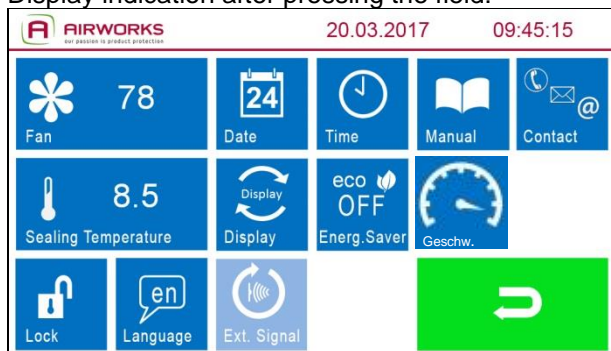 Display indication after pressing the field.
A AIRWORKS 20.03.2017 09:45:15
our passion is product protection
78 24 @
Fan Date Time Manual Contact
8.5 Display eco OFF
Sealing Temperature Display Energ.Saver Geschw.
en
Lock Language Ext. Signal